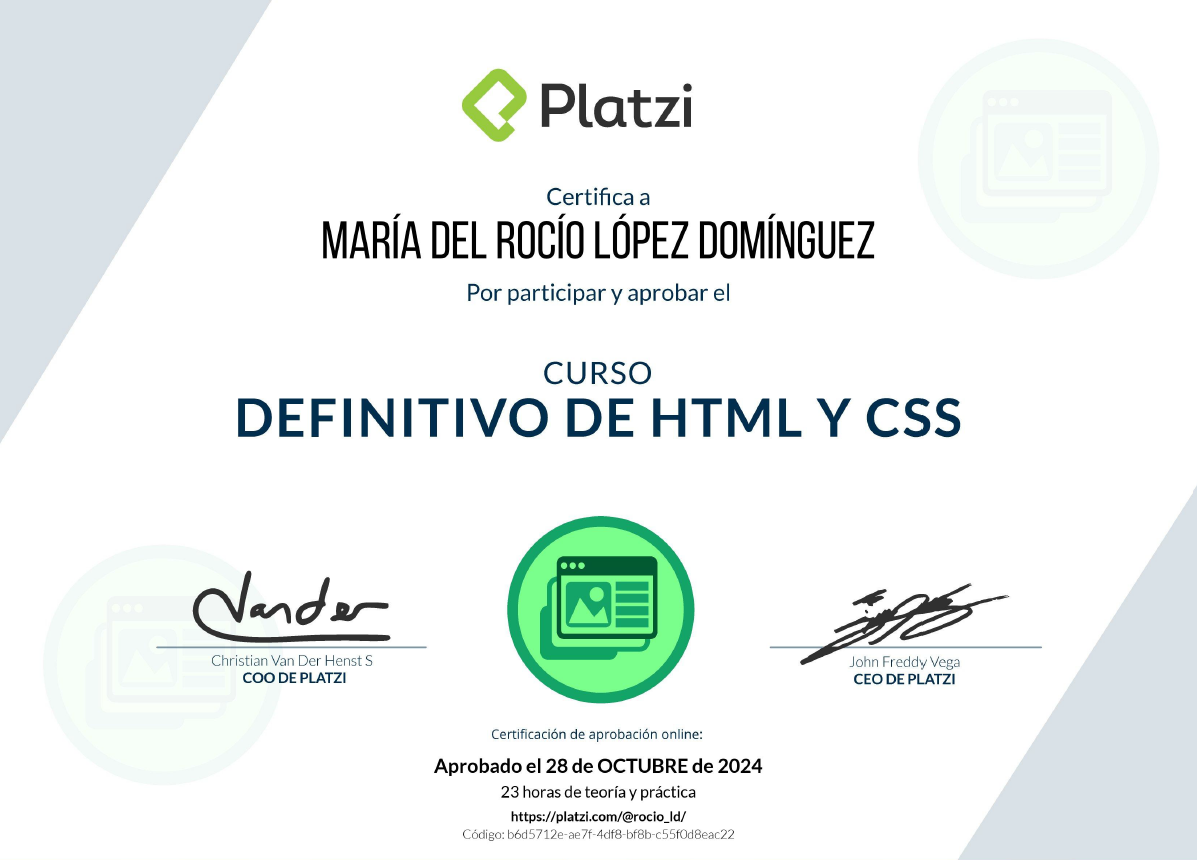 Platzi
Certifica a
MARÍA DEL ROCÍO LÓPEZ DOMÍNGUEZ
Por participar y aprobar el
CURSO
DEFINITIVO DE HTML Y CSS
Vander
Christian Van Der Henst S
COO DE PLATZI
John Freddy Vega
CEO DE PLATZI
Certificación de aprobación online:
Aprobado el 28 de OCTUBRE de 2024
23 horas de teoría y práctica
https://platzi.com/@rocio_ld/
Código: b6d5712e-ae7f-4df8-bf8b-c55f0d8eac22